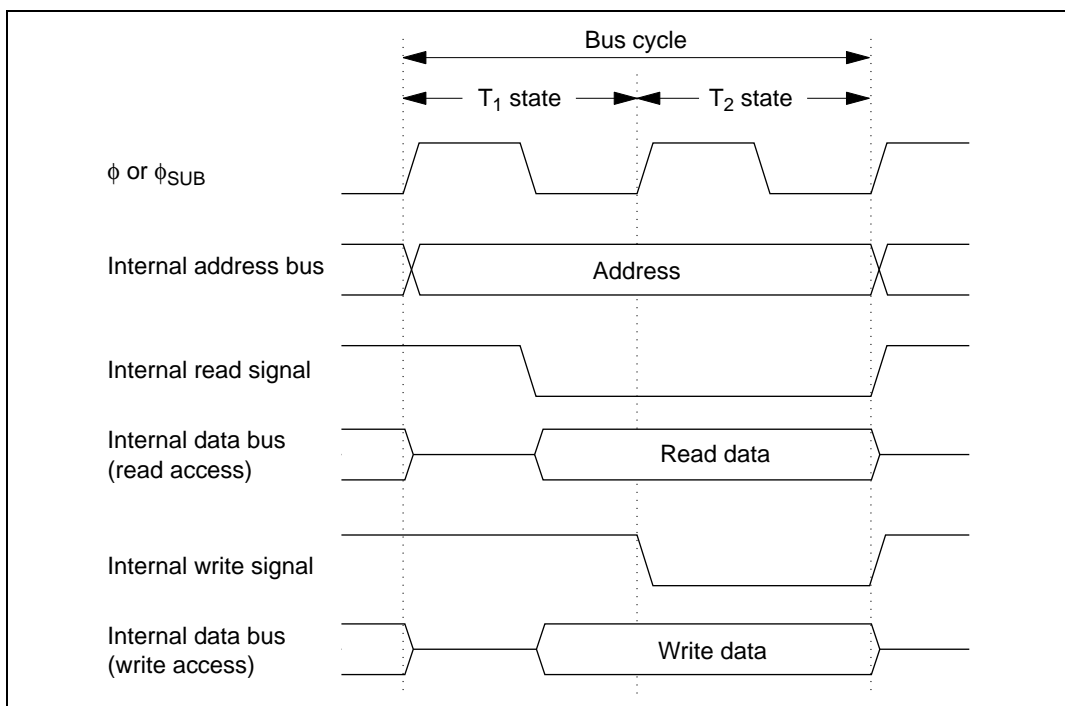 Bus cycle
T1 state
T2 state
ϕ or ϕSUB
Internal address bus
Address
Internal read signal
Internal data bus
(read access)
Read data
Internal write signal
Internal data bus
(write access)
Write data